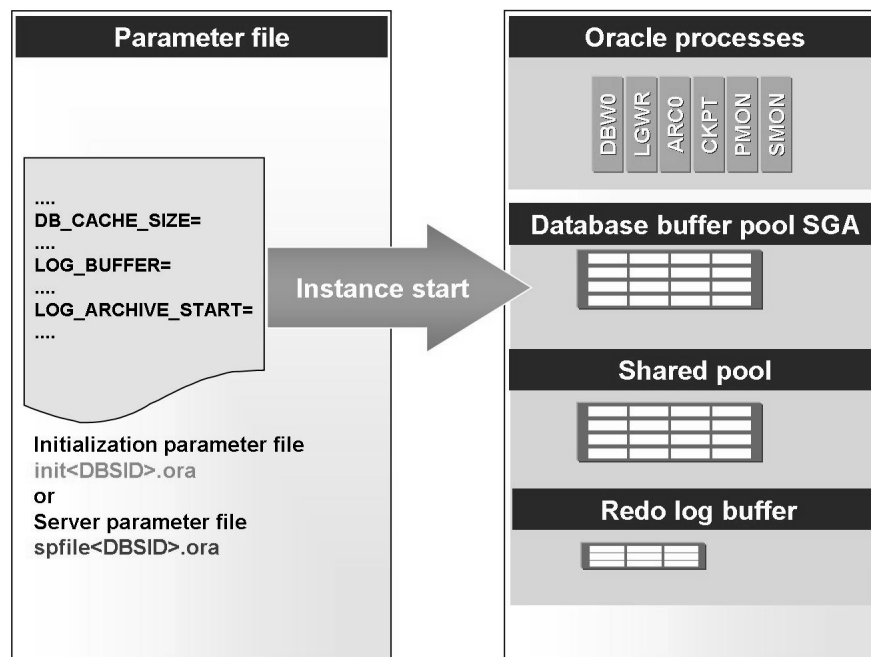 Parameter file
....
DB_CACHE_SIZE=
....
LOG_BUFFER=
....
LOG_ARCHIVE_START=
....
Initialization parameter file
init<DBSID>.ora
or
Server parameter file
spfile<DBSID>.ora
Instance start
Oracle processes
DBW0
LGWR
ARC0
CKPT
PMON
SMON
Database buffer pool SGA
Shared pool
Redo log buffer